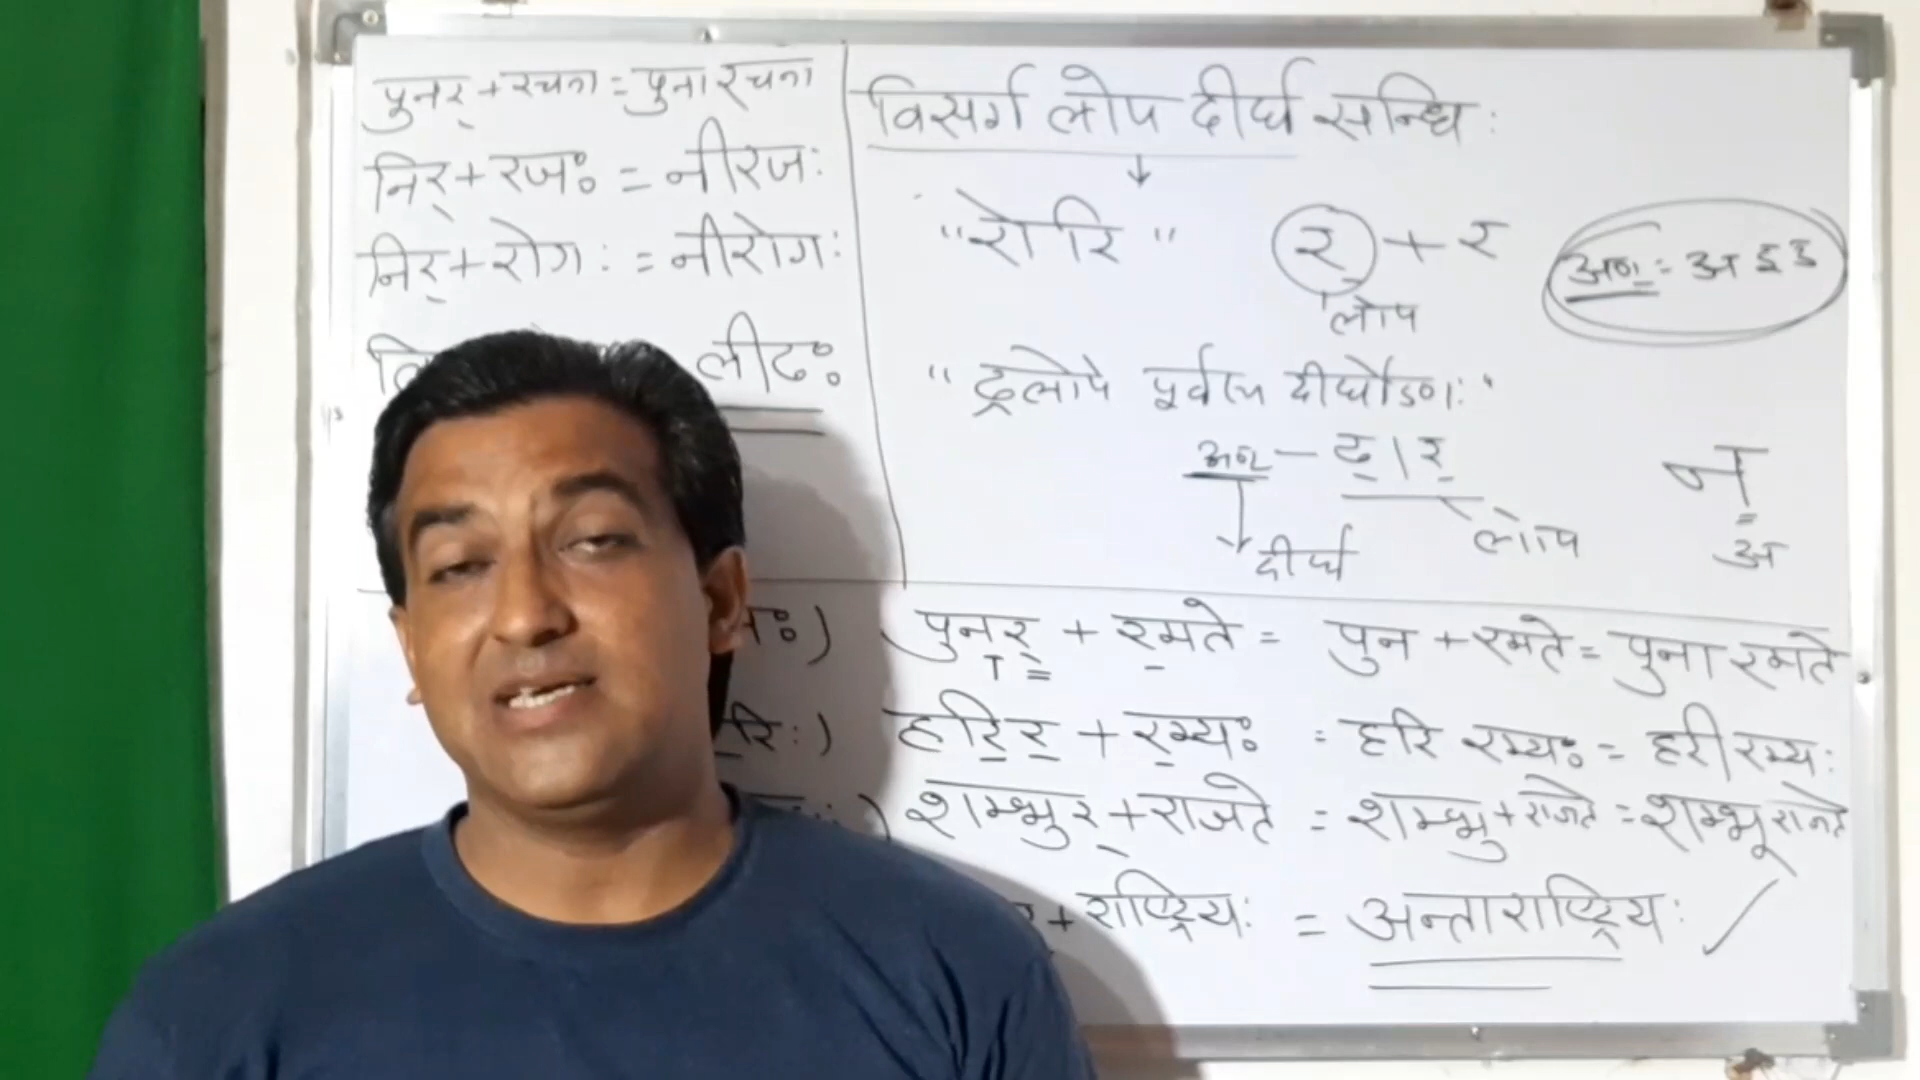 पुनर् + रचना = पुनारचना
निर् + रजः = नीरजः
निर् + रोगः = नीरोगः
लीढः
विसर्ग लोप दीर्घ सन्धिः
"रो रि" र् + र
लोप
अण् = अ इ उ
"ढ्रलोपे पूर्वस्य दीर्घोऽणः"
अण् - ढ् | र्
दीर्घ
लोप
न
अ
पुनर् + रमते = पुन + रमते = पुनारमते
रिः) हरिर् + रम्यः = हरि रम्यः = हरीरम्यः
) शम्भुर् + राजते = शम्भु + राजते = शम्भूराजते
+ राष्ट्रियः = अन्ताराष्ट्रियः